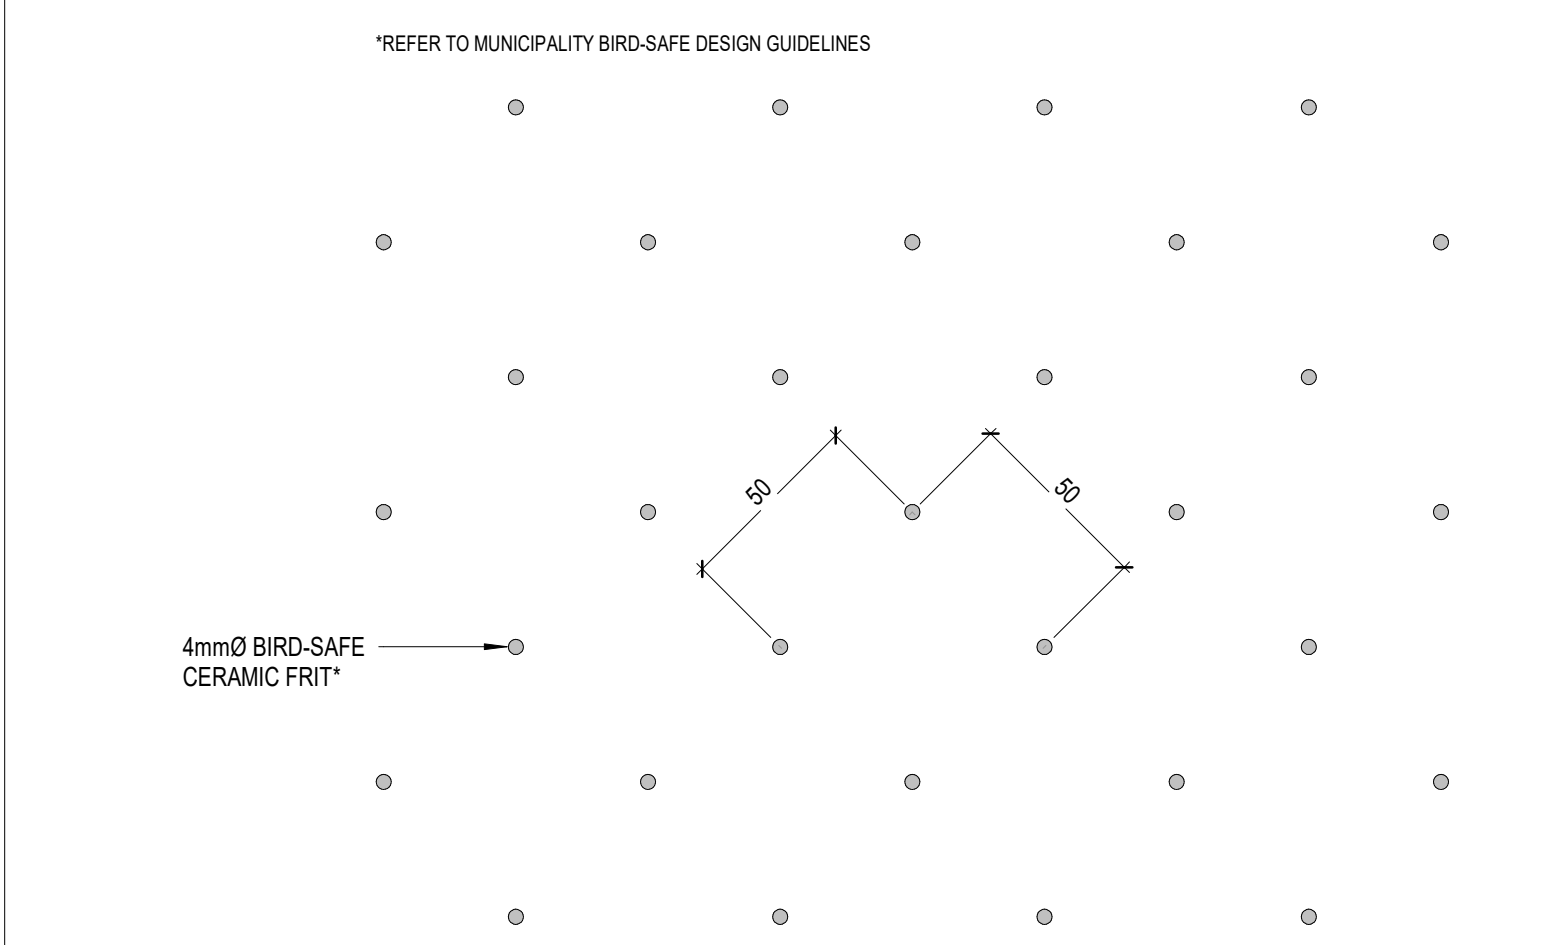 *REFER TO MUNICIPALITY BIRD-SAFE DESIGN GUIDELINES
50
50
4mmØ BIRD-SAFE
CERAMIC FRIT*